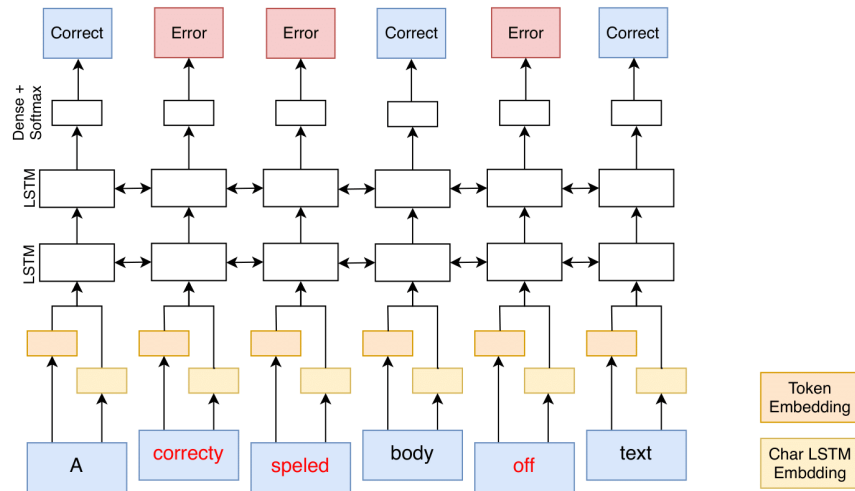 Correct
Error
Error
Correct
Error
Correct
Dense +
Softmax
LSTM
LSTM
A
correcty
speled
body
off
text
Token
Embedding
Char LSTM
Embdding